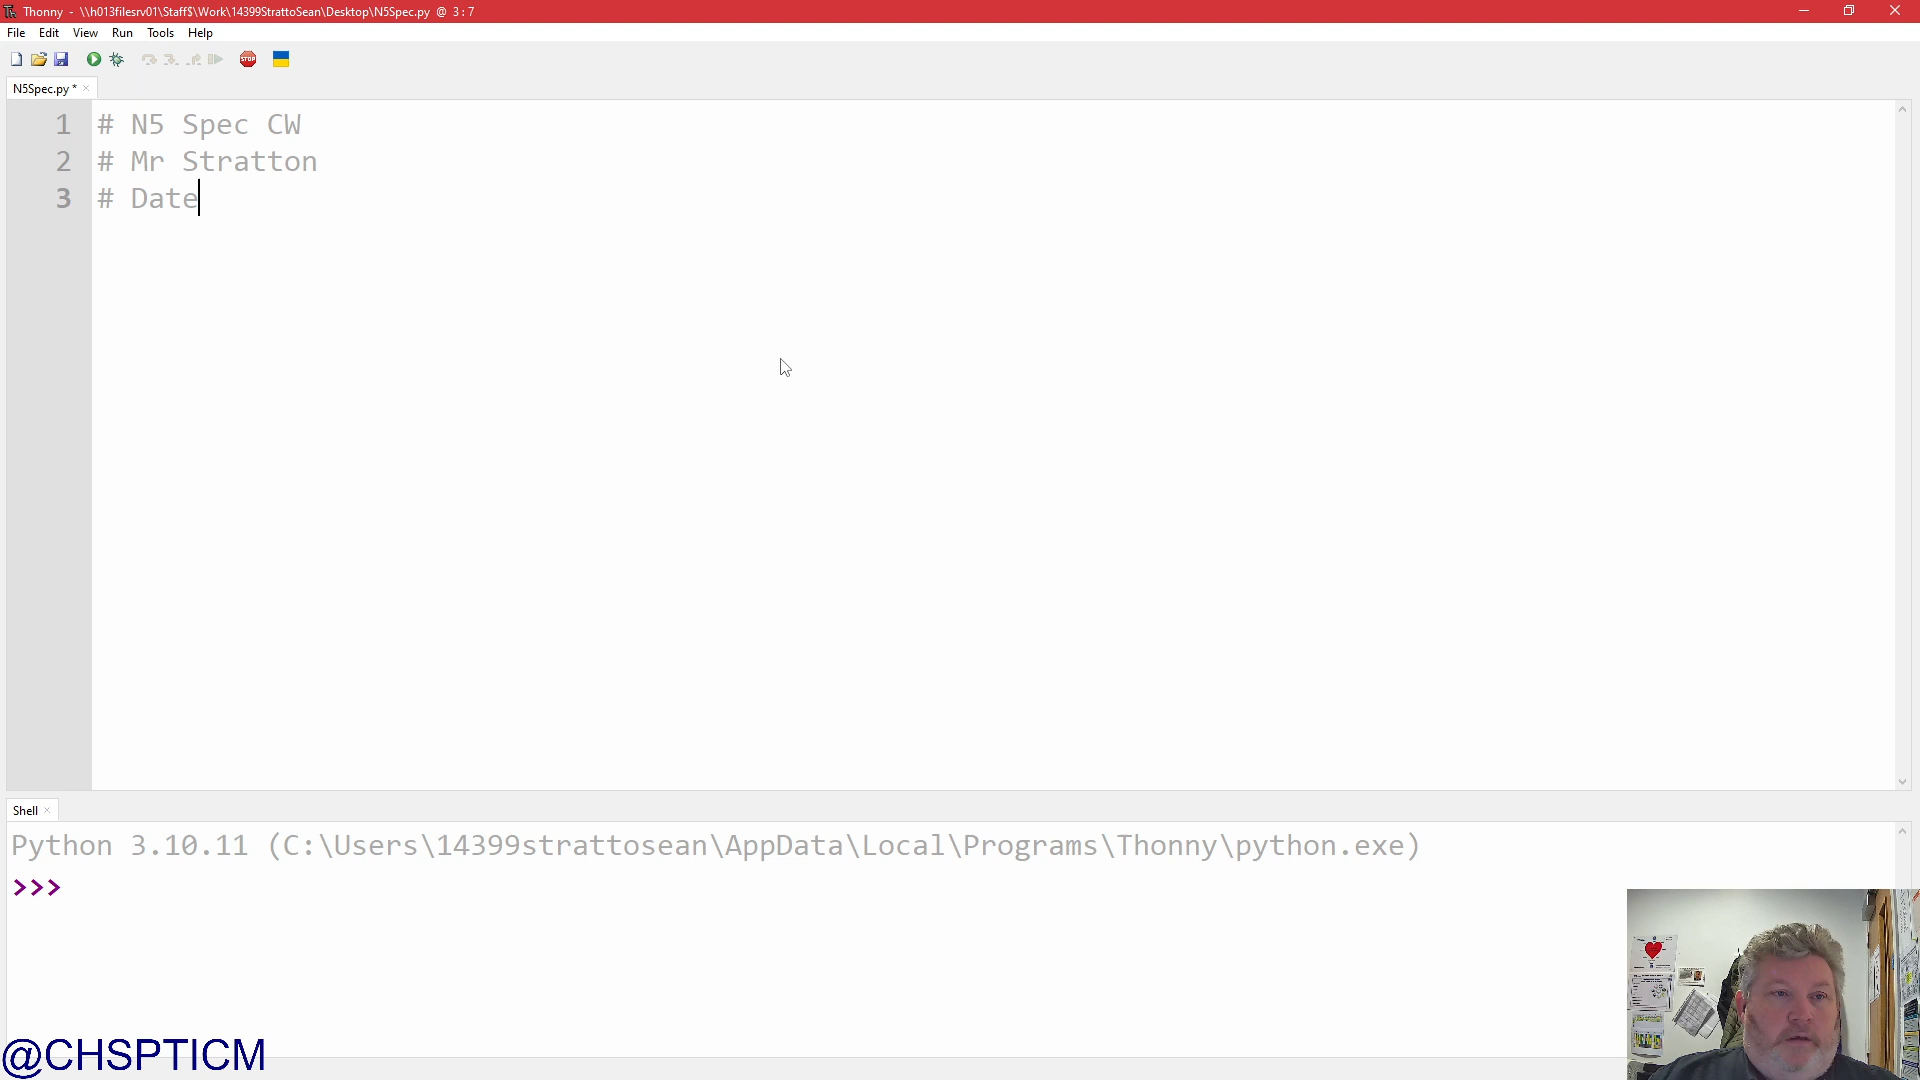 Thonny - \\h013filesrv01\Staff$\Work\14399StrattoSean\Desktop\N5Spec.py @ 3:7
File Edit View Run Tools Help
STOP
N5Spec.py * ×
1 # N5 Spec CW
2 # Mr Stratton
3 # Date
Shell ×
Python 3.10.11 (C:\Users\14399strattosean\AppData\Local\Programs\Thonny\python.exe)
>>>
@CHSPTICM